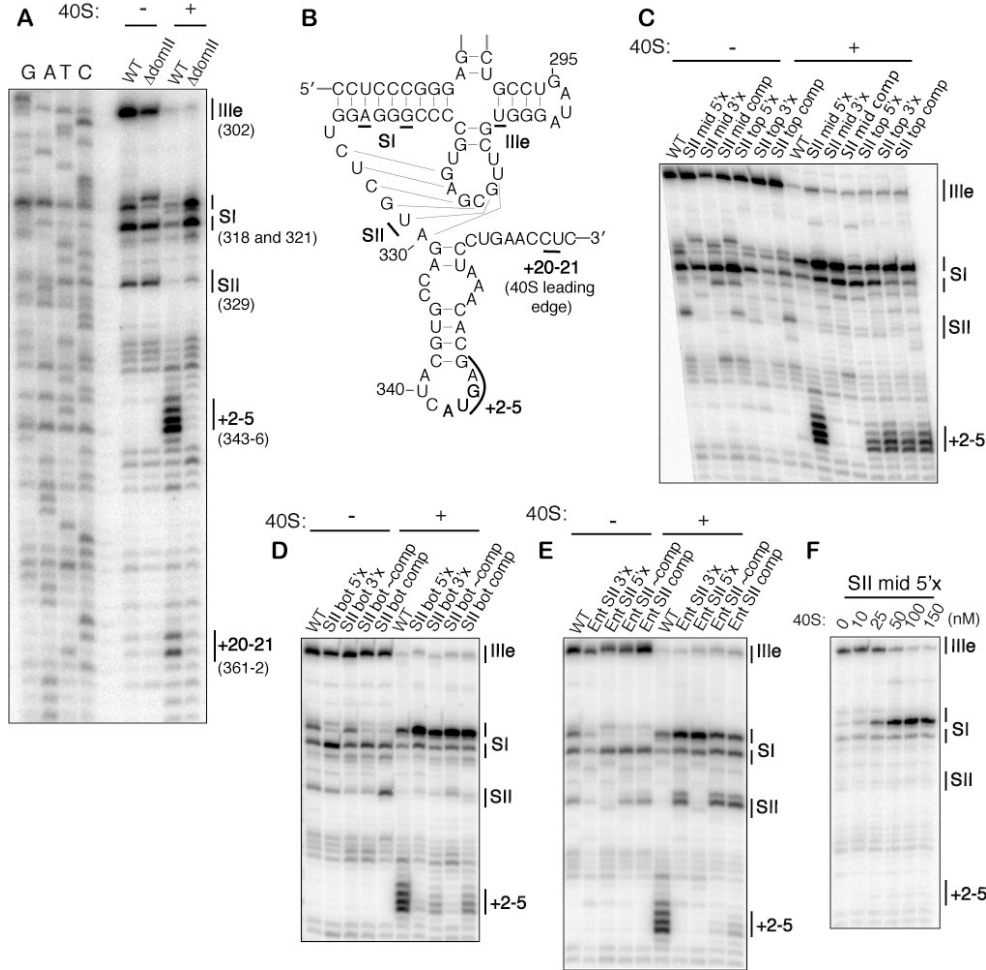 A
40S: - +
WT ΔdomII WT ΔdomII
G A T C
IIIe
(302)
SI
(318 and 321)
SII
(329)
+2-5
(343-6)
+20-21
(361-2)
B
5'
CCUCCCGGG
GGAGGGCCCC
SI
IIIe
295
SII
330
CCUGAACCUC—3'
+20-21
(40S leading
edge)
340
+2-5
C
40S: - +
WT
SII mid 5'x
SII mid 3'x
SII mid comp
SII top 5'x
SII top 3'x
SII top comp
WT
SII mid 5'x
SII mid 3'x
SII mid comp
SII top 5'x
SII top 3'x
SII top comp
IIIe
SI
SII
+2-5
D
40S: - +
WT
SII bot 5'x
SII bot 3'x
SII bot ~comp
SII bot comp
WT
SII bot 5'x
SII bot 3'x
SII bot ~comp
SII bot comp
IIIe
SI
SII
+2-5
E
40S: - +
WT
Ent SII 3'x
Ent SII 5'x
Ent SII ~comp
Ent SII comp
WT
Ent SII 3'x
Ent SII 5'x
Ent SII ~comp
Ent SII comp
IIIe
SI
SII
+2-5
F
SII mid 5'x
40S: 0 10 25 50 100 150 (nM)
IIIe
SI
SII
+2-5